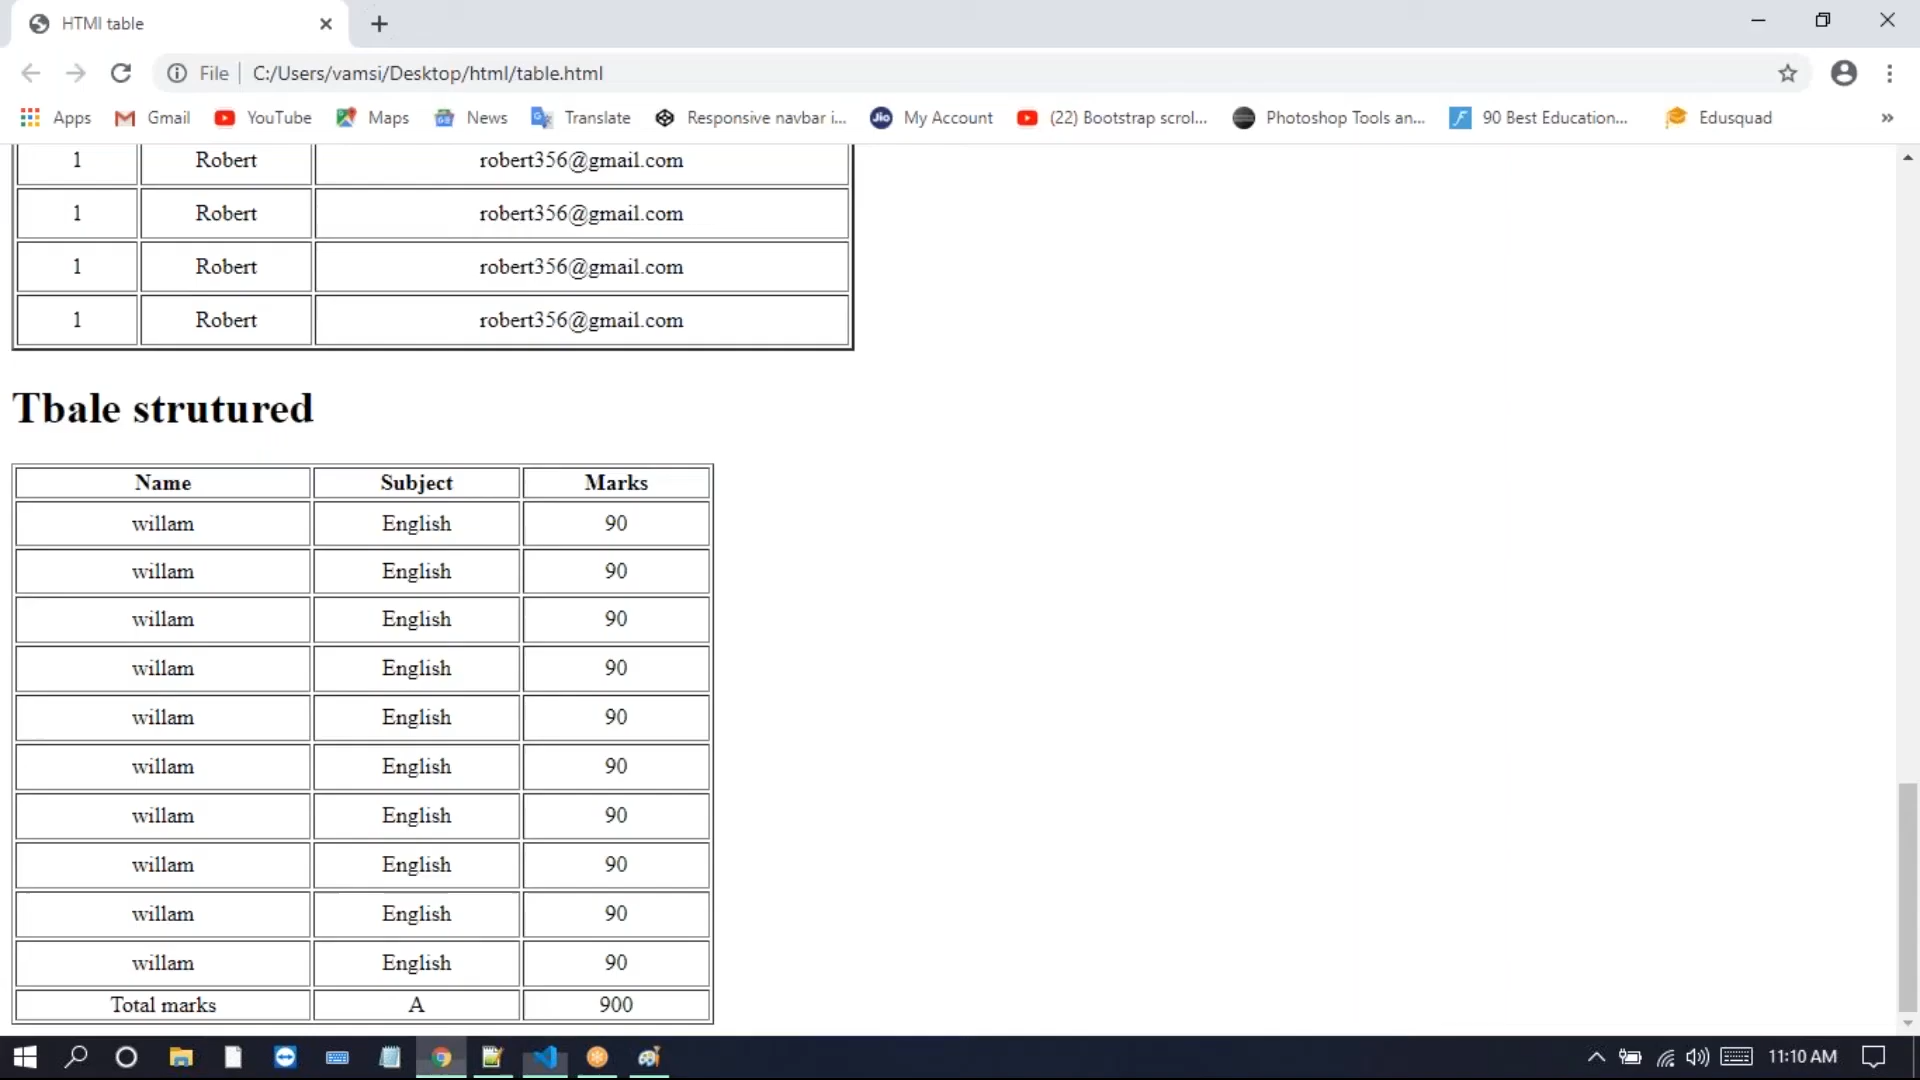 HTMl table
File C:/Users/vamsi/Desktop/html/table.html
Apps Gmail YouTube Maps News Translate Responsive navbar i... My Account (22) Bootstrap scrol... Photoshop Tools an... 90 Best Education... Edusquad »
1 Robert robert356@gmail.com
1 Robert robert356@gmail.com
1 Robert robert356@gmail.com
1 Robert robert356@gmail.com
Tbale strutured
Name Subject Marks
willam English 90
willam English 90
willam English 90
willam English 90
willam English 90
willam English 90
willam English 90
willam English 90
willam English 90
willam English 90
Total marks A 900
11:10 AM